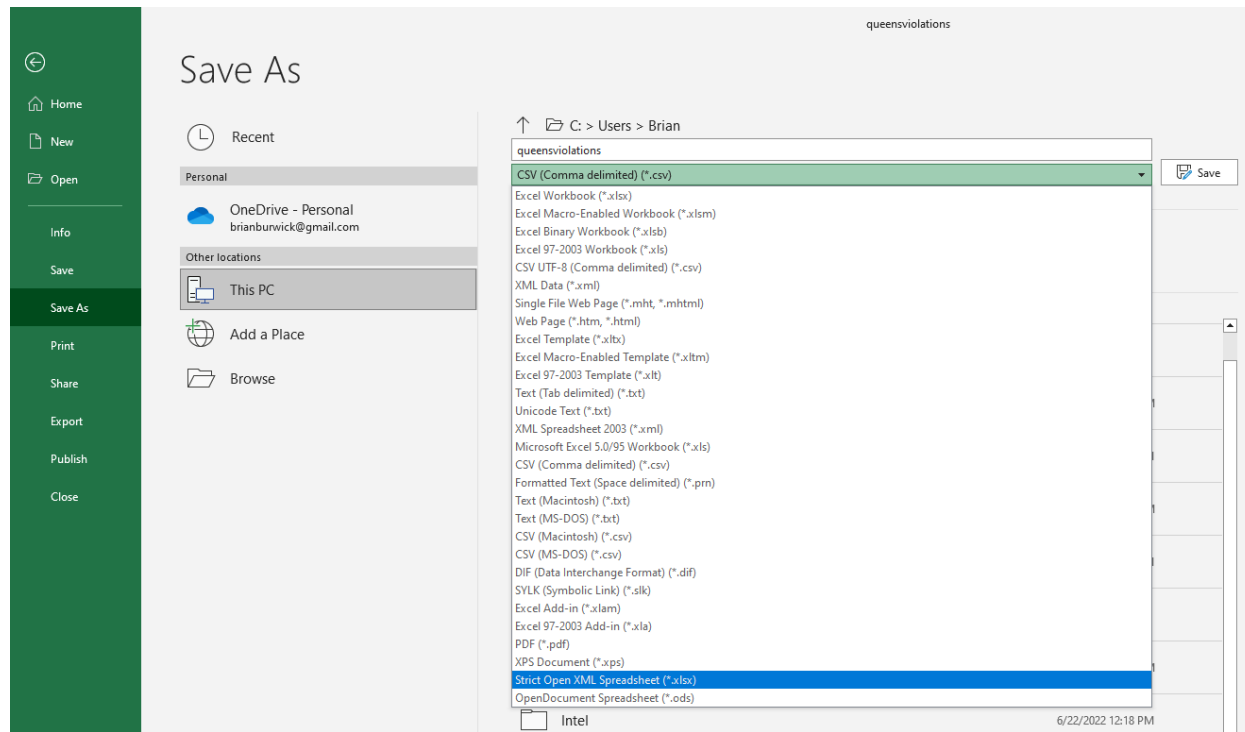 queensviolations
Save As
Home
New
Open
Info
Save
Save As
Print
Share
Export
Publish
Close
Recent
Personal
OneDrive - Personal
brianburwick@gmail.com
Other locations
This PC
Add a Place
Browse
C: > Users > Brian
queensviolations
CSV (Comma delimited) (*.csv)
Save
Excel Workbook (*.xlsx)
Excel Macro-Enabled Workbook (*.xlsm)
Excel Binary Workbook (*.xlsb)
Excel 97-2003 Workbook (*.xls)
CSV UTF-8 (Comma delimited) (*.csv)
XML Data (*.xml)
Single File Web Page (*.mht, *.mhtml)
Web Page (*.htm, *.html)
Excel Template (*.xltx)
Excel Macro-Enabled Template (*.xltm)
Excel 97-2003 Template (*.xlt)
Text (Tab delimited) (*.txt)
Unicode Text (*.txt)
XML Spreadsheet 2003 (*.xml)
Microsoft Excel 5.0/95 Workbook (*.xls)
CSV (Comma delimited) (*.csv)
Formatted Text (Space delimited) (*.prn)
Text (Macintosh) (*.txt)
Text (MS-DOS) (*.txt)
CSV (Macintosh) (*.csv)
CSV (MS-DOS) (*.csv)
DIF (Data Interchange Format) (*.dif)
SYLK (Symbolic Link) (*.slk)
Excel Add-in (*.xlam)
Excel 97-2003 Add-in (*.xla)
PDF (*.pdf)
XPS Document (*.xps)
Strict Open XML Spreadsheet (*.xlsx)
OpenDocument Spreadsheet (*.ods)
Intel
6/22/2022 12:18 PM